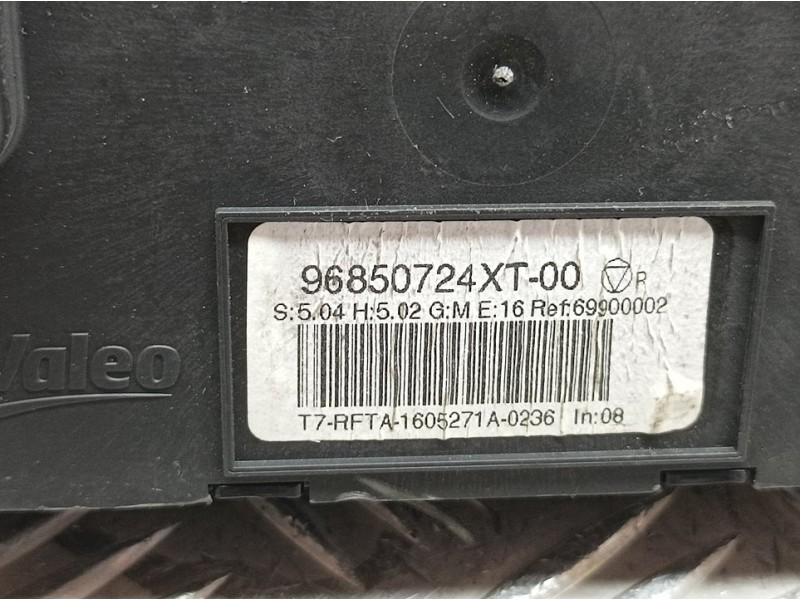 96850724XT-00 R
S:5.04 H:5.02 G:M E:16 Ref:69900002
Valeo
T7-RFTA-1605271A-0236 In:08